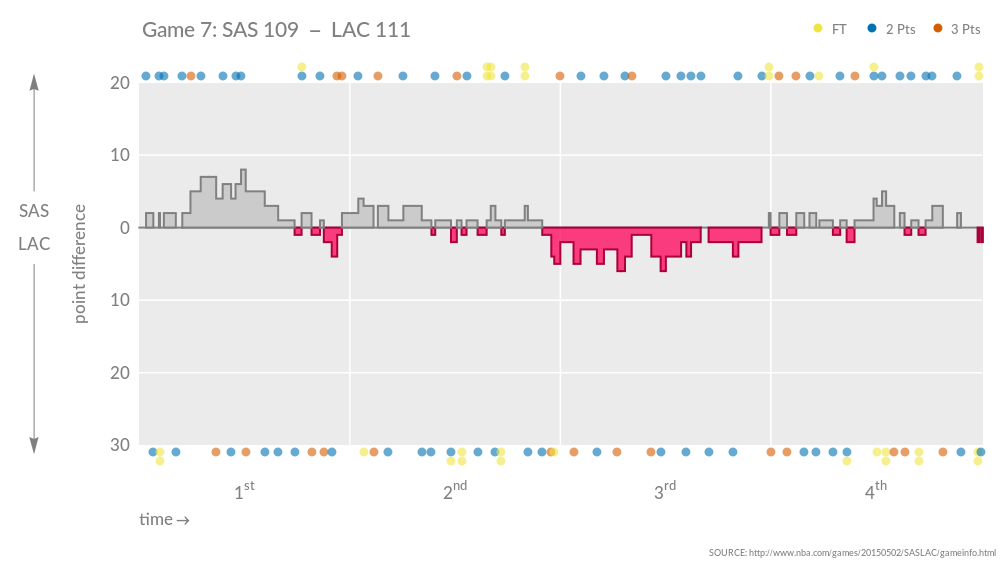 Game 7: SAS 109 – LAC 111
FT
2 Pts
3 Pts
20
10
0
10
20
30
SAS
LAC
point difference
1st
2nd
3rd
4th
time→
SOURCE: http://www.nba.com/games/20150502/SASLAC/gameinfo.html